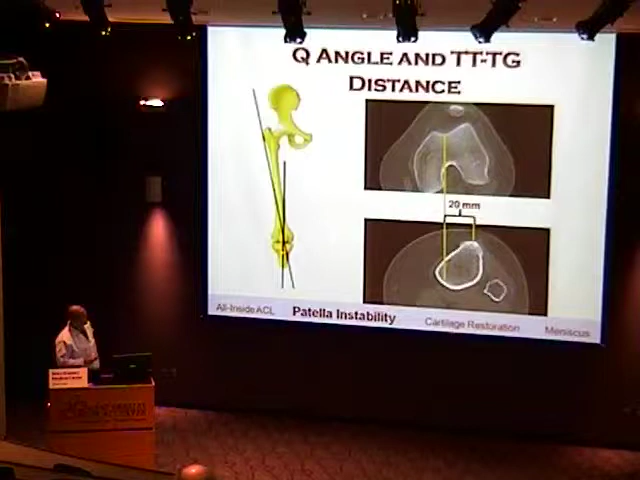 Q ANGLE AND TT-TG
DISTANCE
20 mm
All-Inside ACL
Patella Instability
Cartilage Restoration
Meniscus